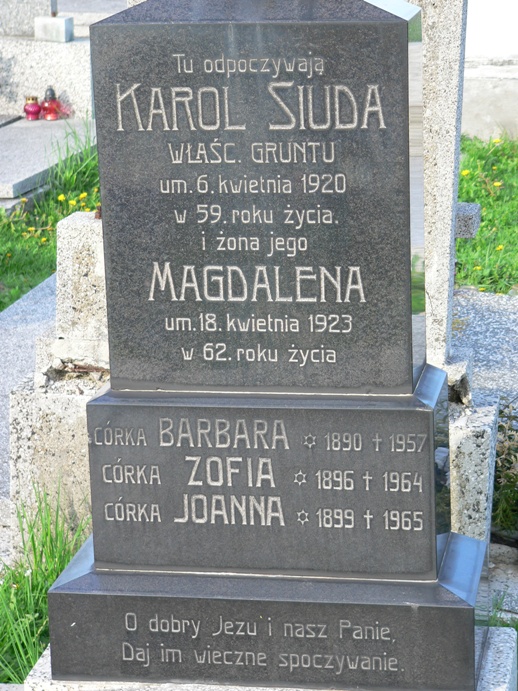 Tu odpoczywają
KAROL SIUDA
WŁAŚC. GRUNTU
um. 6. kwietnia 1920
w 59. roku życia.
i żona jego
MAGDALENA
um. 18. kwietnia 1923
w 62. roku życia
CÓRKA BARBARA ✡ 1890 † 1957
CÓRKA ZOFIA ✡ 1896 † 1964
CÓRKA JOANNA ✡ 1899 † 1965
O dobry Jezu i nasz Panie,
Daj im wieczne spoczywanie.